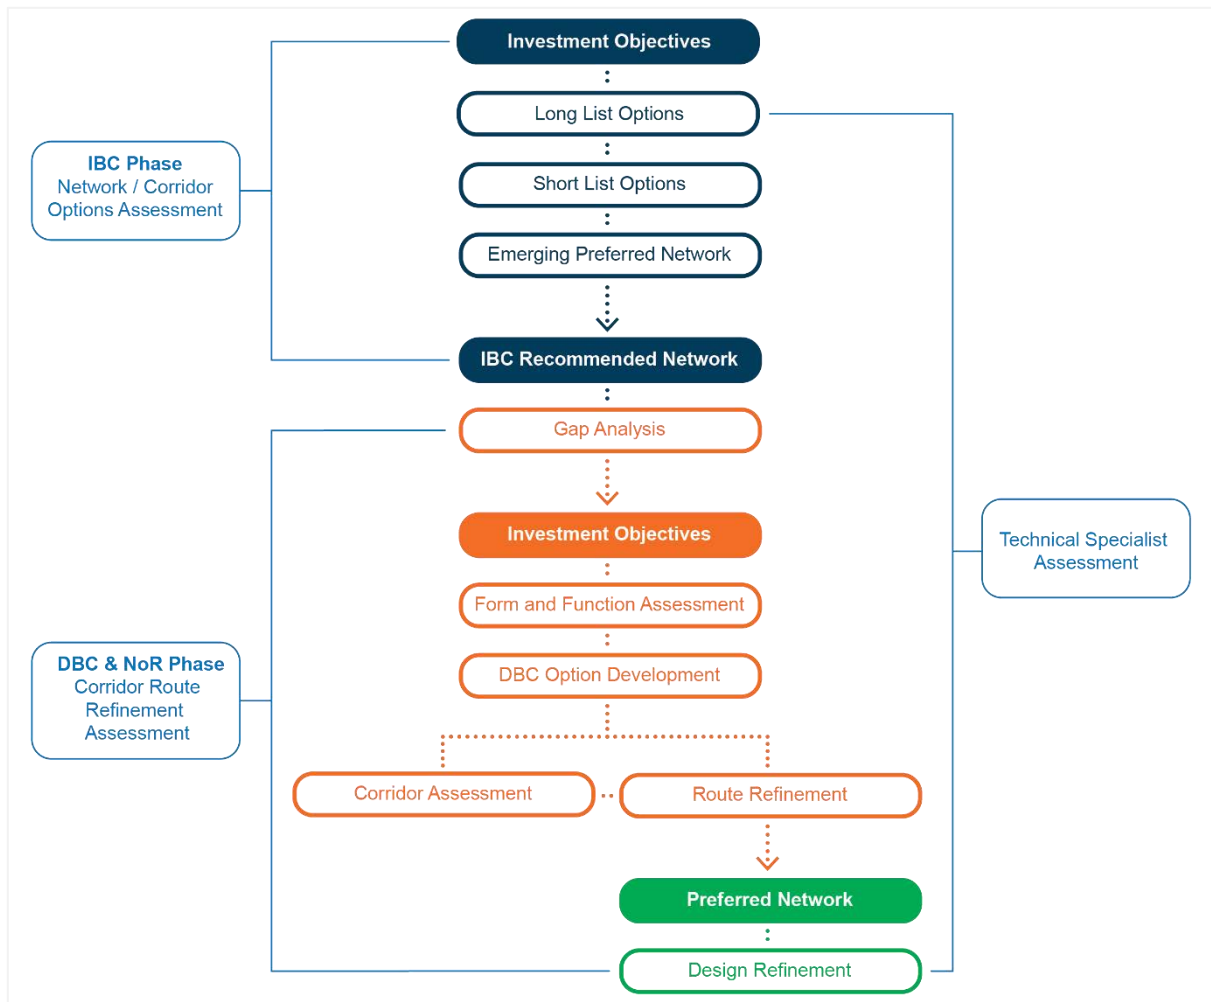 Investment Objectives
Long List Options
IBC Phase
Network / Corridor
Options Assessment
Short List Options
Emerging Preferred Network
IBC Recommended Network
Gap Analysis
Investment Objectives
Technical Specialist
Assessment
Form and Function Assessment
DBC & NoR Phase
Corridor Route
Refinement
Assessment
DBC Option Development
Corridor Assessment
Route Refinement
Preferred Network
Design Refinement